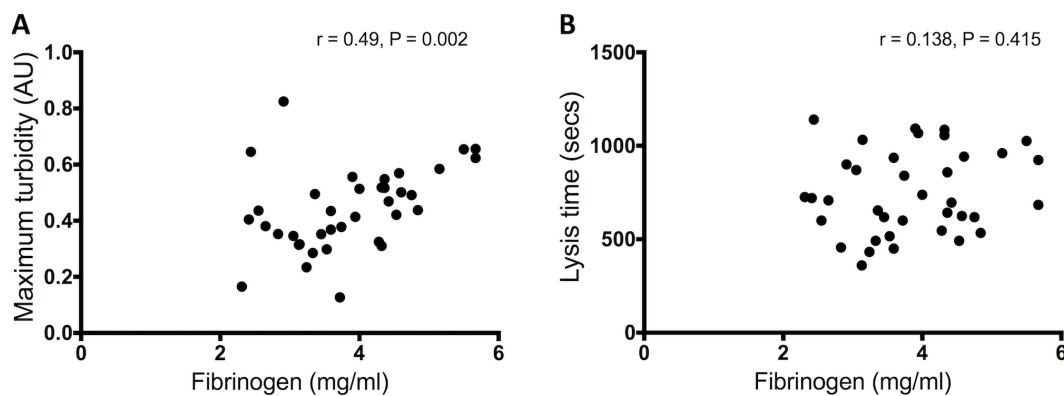 A
r = 0.49, P = 0.002
Maximum turbidity (AU)
1.0
0.8
0.6
0.4
0.2
0.0
0 2 4 6
Fibrinogen (mg/ml)
B
r = 0.138, P = 0.415
Lysis time (secs)
1500
1000
500
0
0 2 4 6
Fibrinogen (mg/ml)